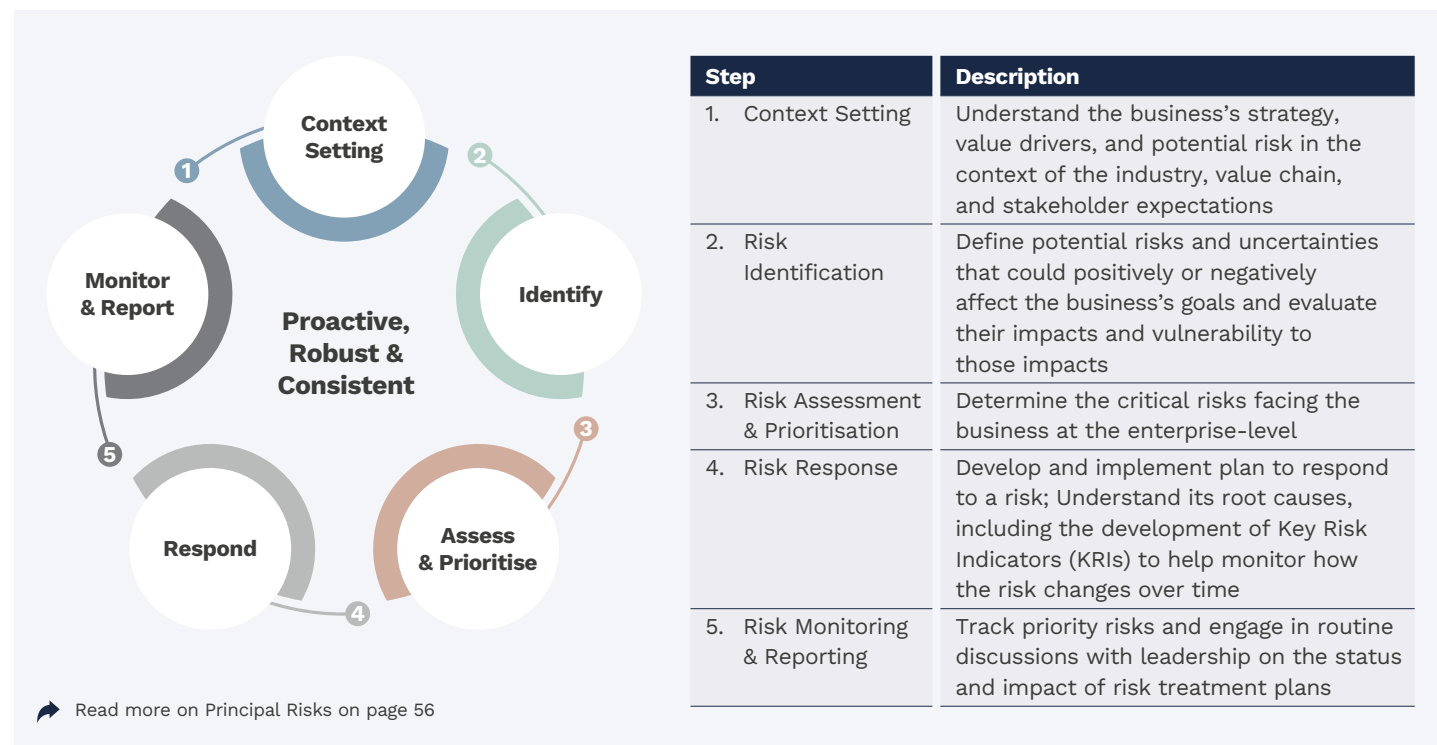 1
Context
Setting
2
Identify
3
Assess
& Prioritise
4
Respond
5
Monitor
& Report
Proactive,
Robust &
Consistent
Step
Description
1. Context Setting
Understand the business's strategy,
value drivers, and potential risk in the
context of the industry, value chain,
and stakeholder expectations
2. Risk
Identification
Define potential risks and uncertainties
that could positively or negatively
affect the business's goals and evaluate
their impacts and vulnerability to
those impacts
3. Risk Assessment
& Prioritisation
Determine the critical risks facing the
business at the enterprise-level
4. Risk Response
Develop and implement plan to respond
to a risk; Understand its root causes,
including the development of Key Risk
Indicators (KRIs) to help monitor how
the risk changes over time
5. Risk Monitoring
& Reporting
Track priority risks and engage in routine
discussions with leadership on the status
and impact of risk treatment plans
Read more on Principal Risks on page 56